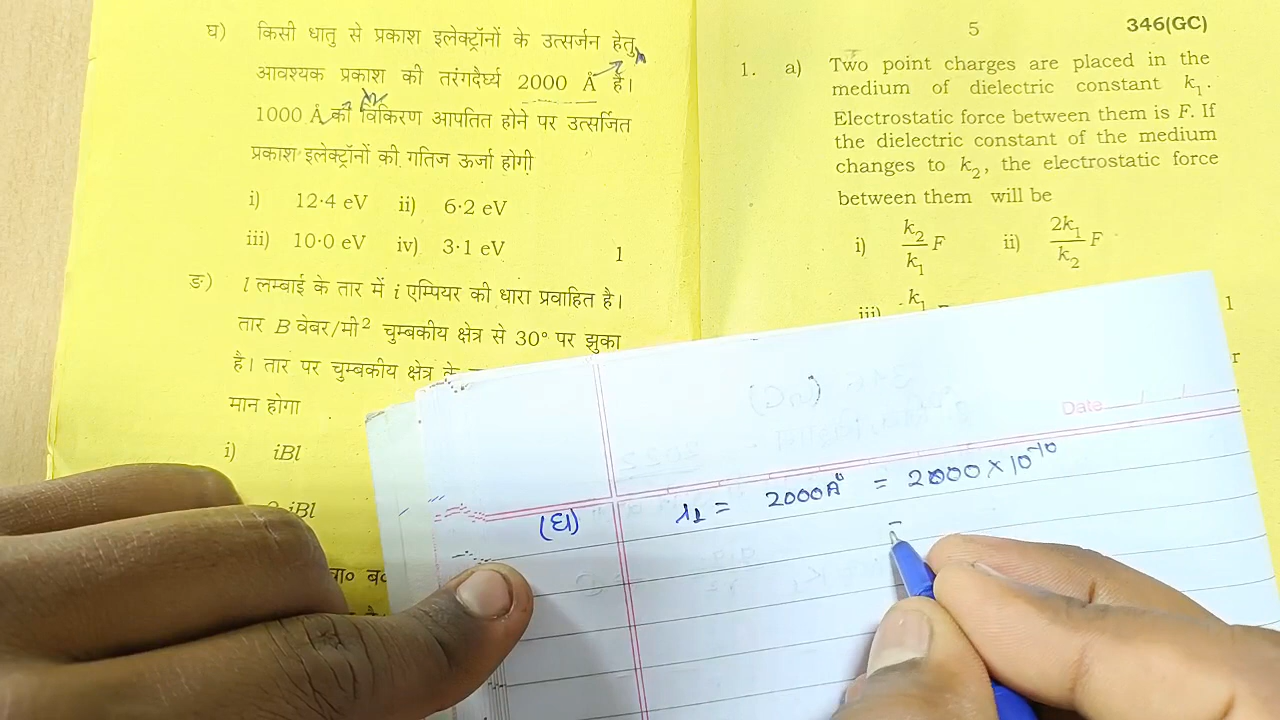 घ) किसी धातु से प्रकाश इलेक्ट्रॉनों के उत्सर्जन हेतु
आवश्यक प्रकाश की तरंगदैर्घ्य 2000 Å है।
1000 Å की विकिरण आपतित होने पर उत्सर्जित
प्रकाश इलेक्ट्रॉनों की गतिज ऊर्जा होगी
i) 12·4 eV ii) 6·2 eV
iii) 10·0 eV iv) 3·1 eV 1
ङ) l लम्बाई के तार में i एम्पियर की धारा प्रवाहित है।
तार B वेबर/मी² चुम्बकीय क्षेत्र से 30° पर झुका
है। तार पर चुम्बकीय क्षेत्र के
मान होगा
i) iBl
iBl
5 346(GC)
1. a) Two point charges are placed in the
medium of dielectric constant k₁.
Electrostatic force between them is F. If
the dielectric constant of the medium
changes to k₂, the electrostatic force
between them will be
i) k₂/k₁ F ii) 2k₁/k₂ F
iii) k₁ 1
Date
(घ) λ₁ = 2000A° = 2000 × 10⁻¹⁰